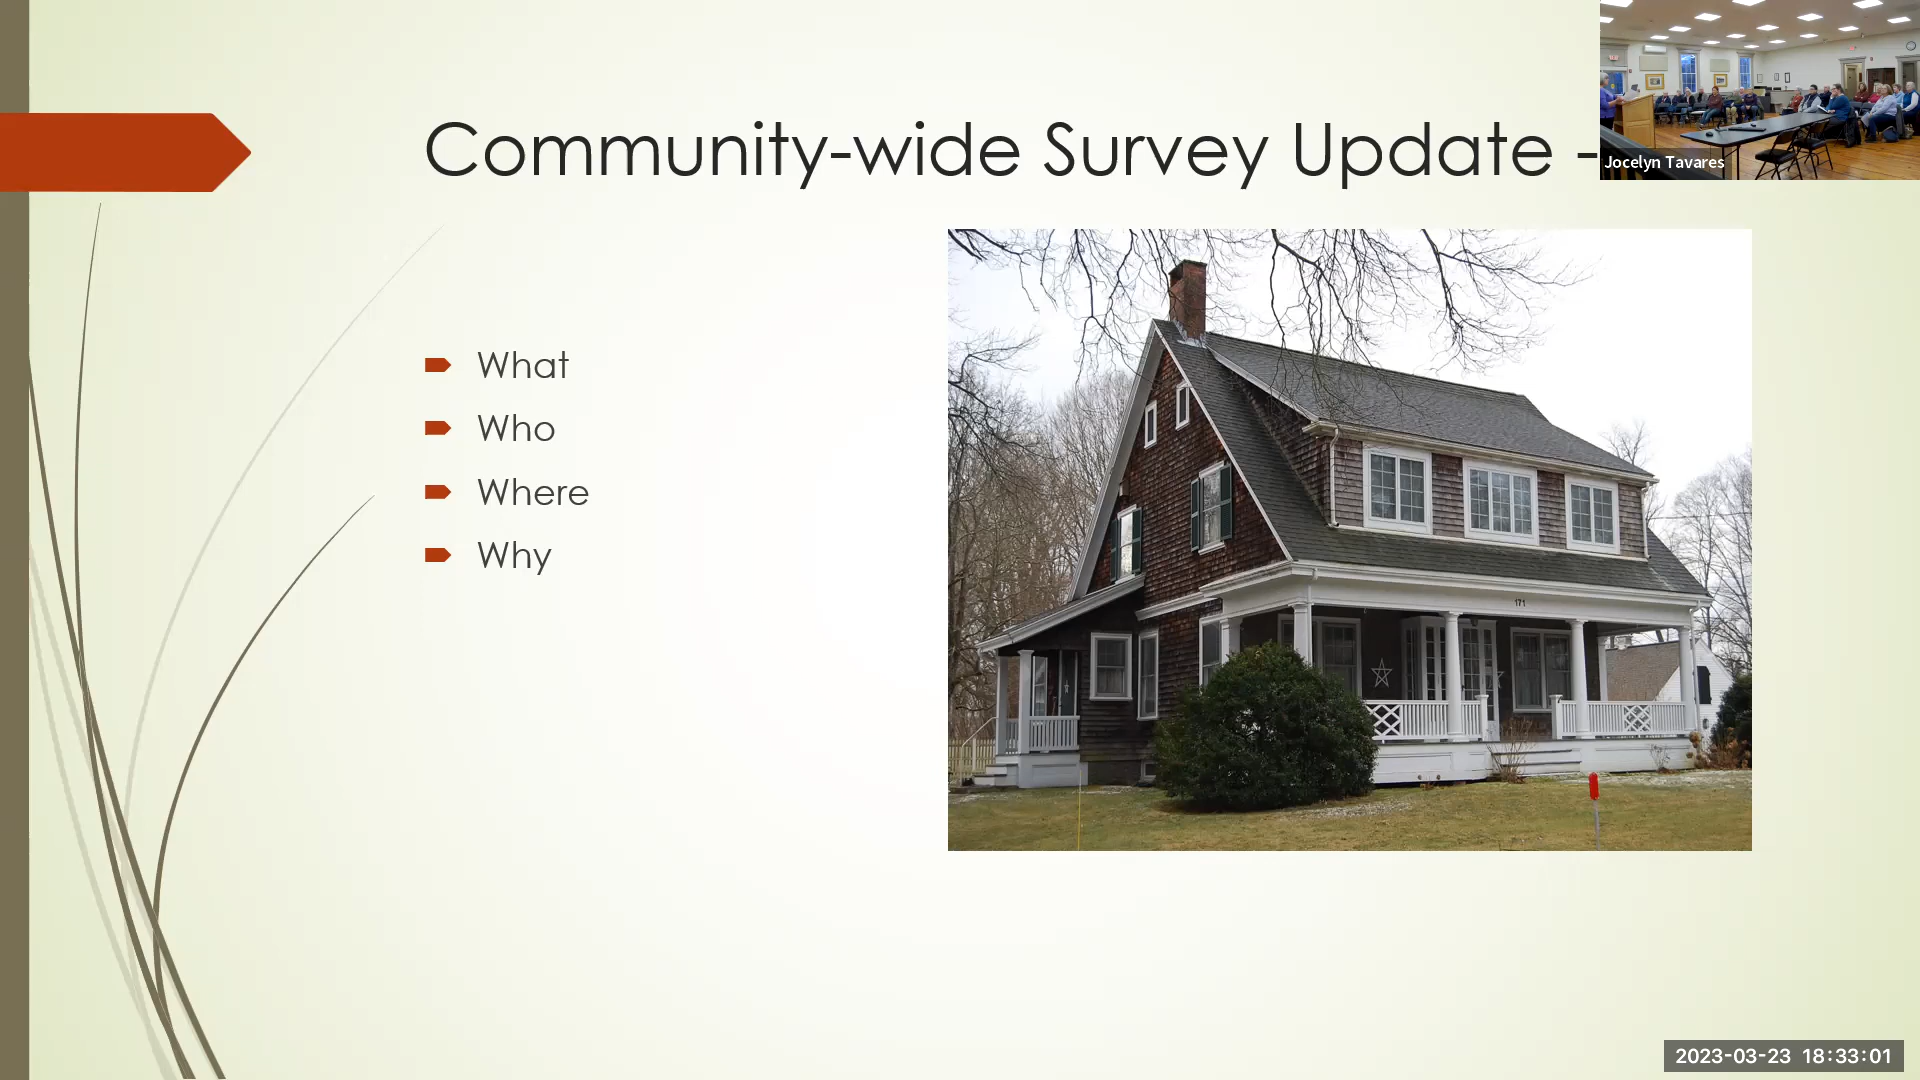 Community-wide Survey Update -
Jocelyn Tavares
What
Who
Where
Why
171
2023-03-23 18:33:01